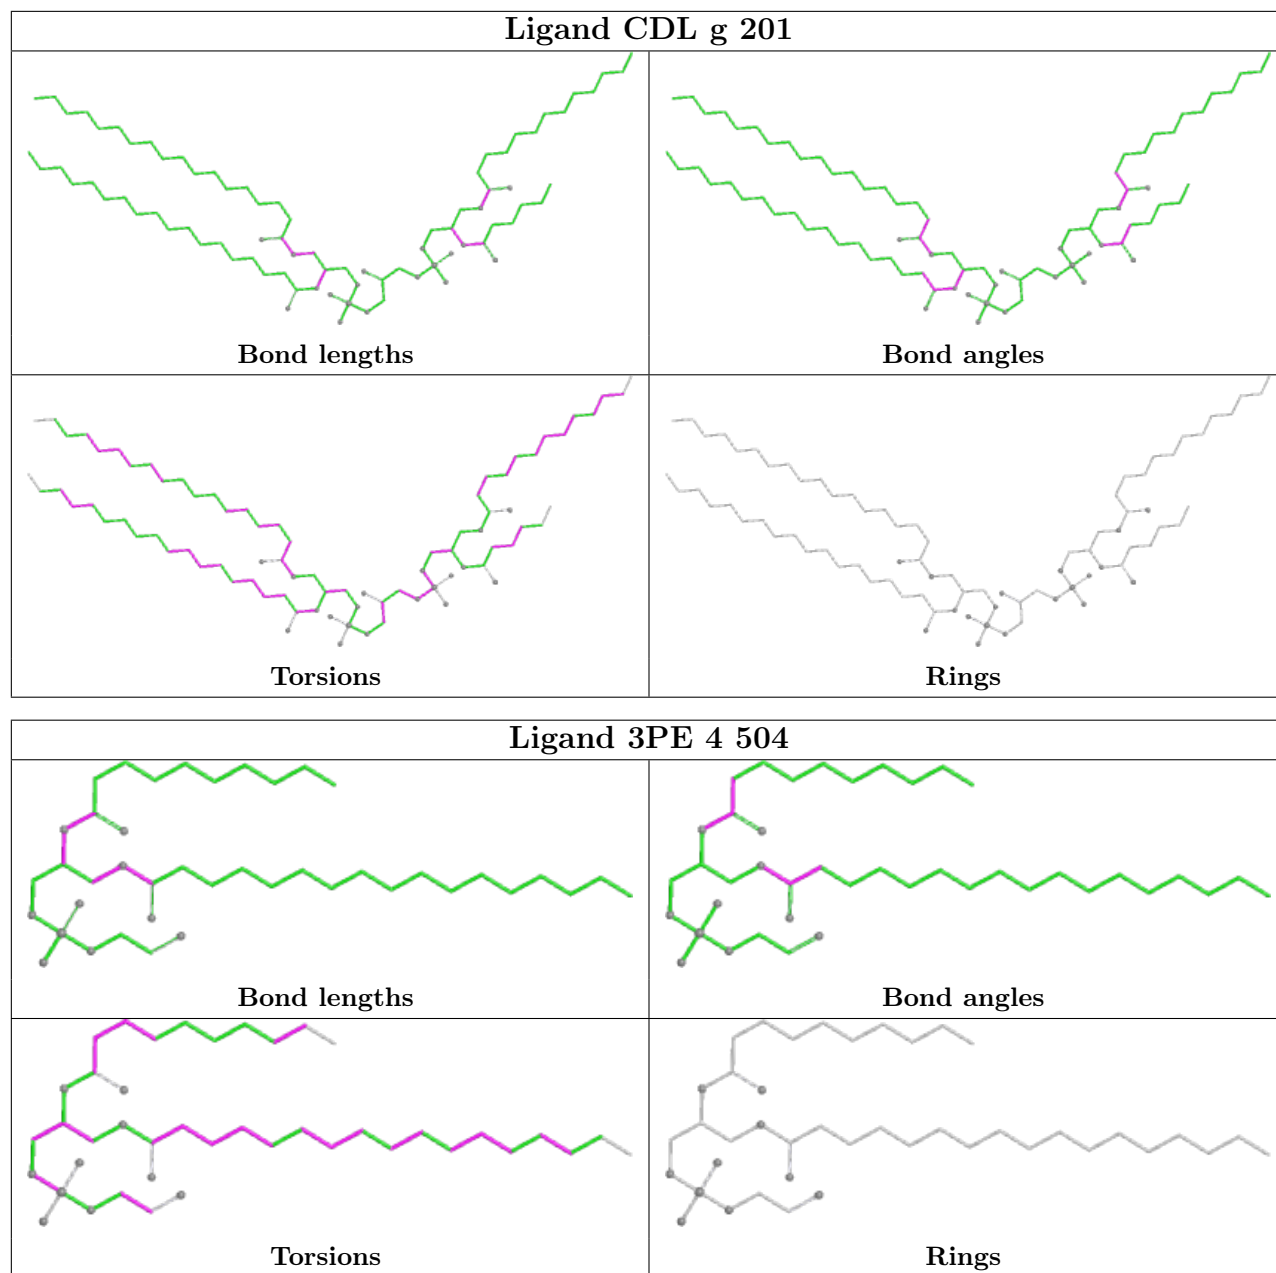 Ligand CDL g 201
Bond lengths
Bond angles
Torsions
Rings
Ligand 3PE 4 504
Bond lengths
Bond angles
Torsions
Rings